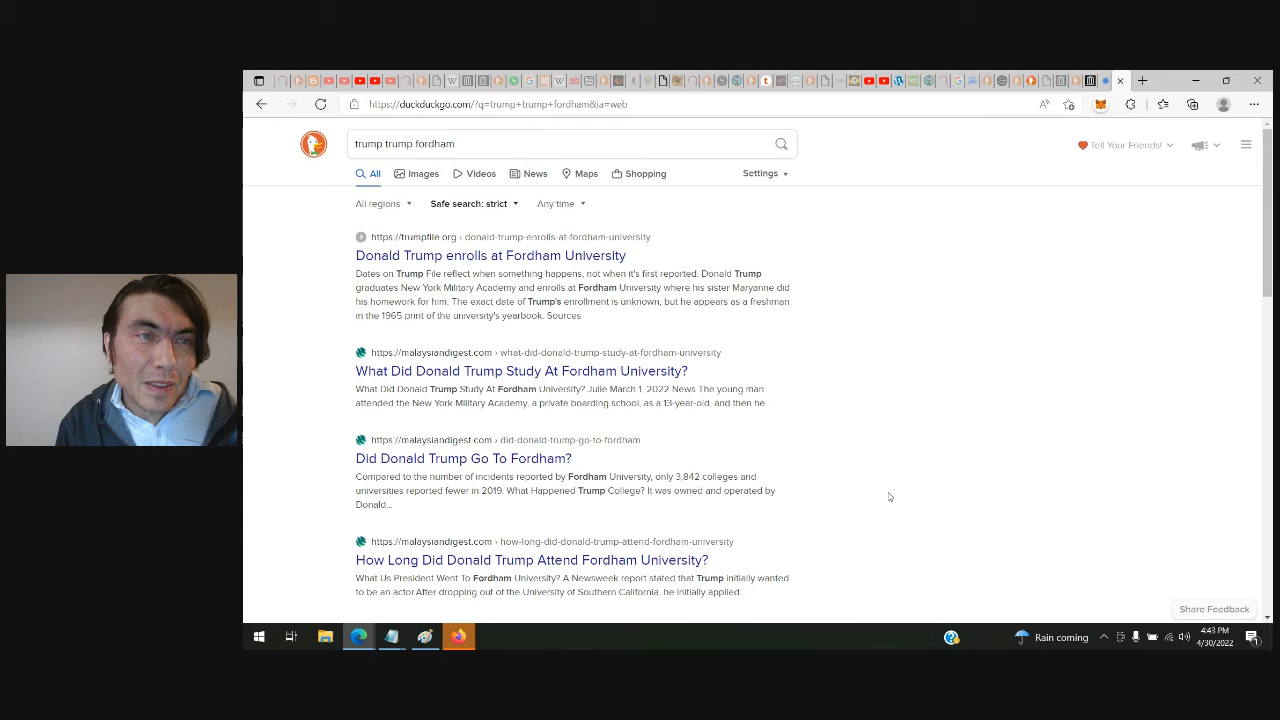 https://duckduckgo.com/?q=trump+trump+fordham&ia=web
trump trump fordham
Tell Your Friends!
All Images Videos News Maps Shopping Settings
All regions Safe search: strict Any time
https://trumpfile.org › donald-trump-enrolls-at-fordham-university
Donald Trump enrolls at Fordham University
Dates on Trump File reflect when something happens, not when it's first reported. Donald Trump
graduates New York Military Academy and enrolls at Fordham University where his sister Maryanne did
his homework for him. The exact date of Trump's enrollment is unknown, but he appears as a freshman
in the 1965 print of the university's yearbook. Sources
https://malaysiandigest.com › what-did-donald-trump-study-at-fordham-university
What Did Donald Trump Study At Fordham University?
What Did Donald Trump Study At Fordham University? Julie March 1, 2022 News The young man
attended the New York Military Academy, a private boarding school, as a 13-year-old, and then he...
https://malaysiandigest.com › did-donald-trump-go-to-fordham
Did Donald Trump Go To Fordham?
Compared to the number of incidents reported by Fordham University, only 3,842 colleges and
universities reported fewer in 2019. What Happened Trump College? It was owned and operated by
Donald...
https://malaysiandigest.com › how-long-did-donald-trump-attend-fordham-university
How Long Did Donald Trump Attend Fordham University?
What Us President Went To Fordham University? A Newsweek report stated that Trump initially wanted
to be an actor.After dropping out of the University of Southern California, he initially applied...
Share Feedback
Rain coming
4:43 PM
4/30/2022